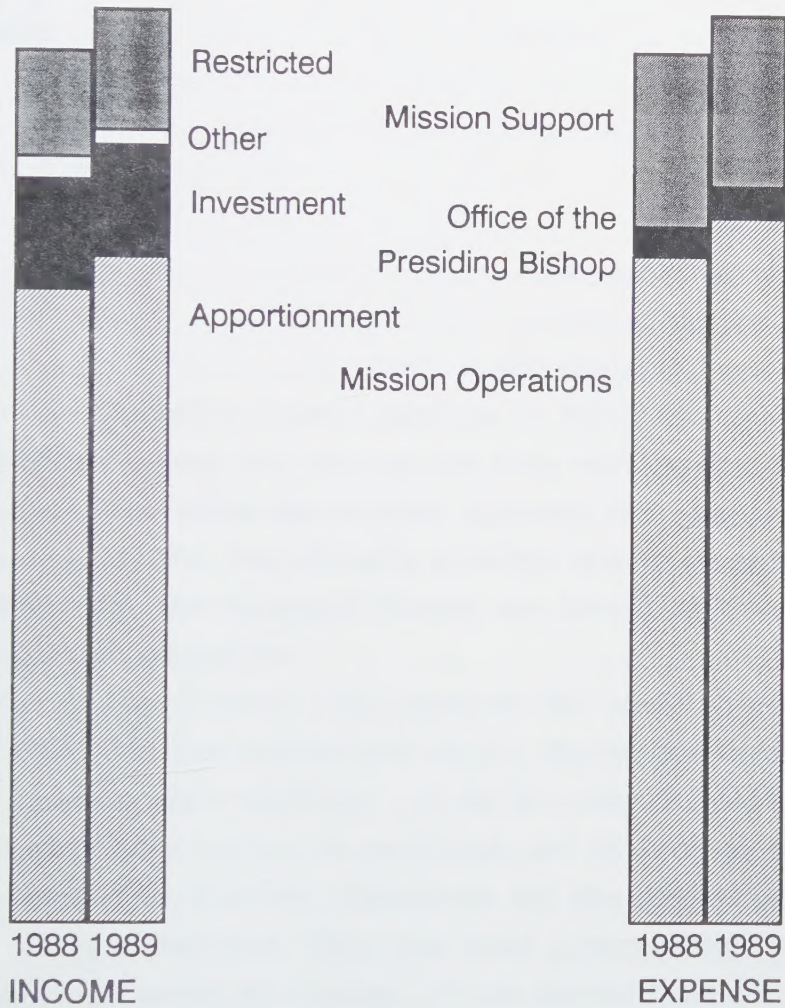 Restricted
Other
Investment
Apportionment
Mission Support
Office of the
Presiding Bishop
Mission Operations
1988 1989
INCOME
1988 1989
EXPENSE